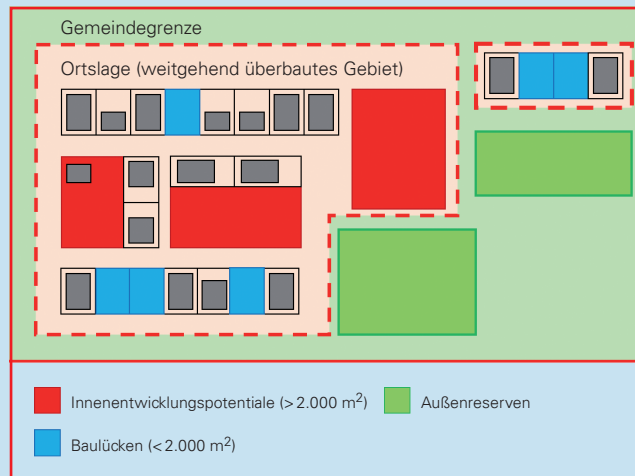 Gemeindegrenze
Ortslage (weitgehend überbautes Gebiet)
Innenentwicklungspotentiale (> 2.000 m²)
Außenreserven
Baulücken (< 2.000 m²)